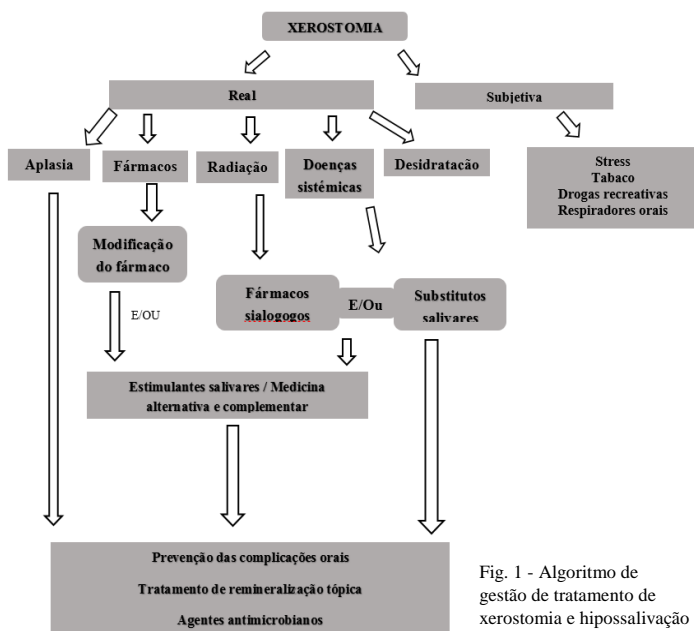 XEROSTOMIA
Real
Subjetiva
Aplasia
Fármacos
Radiação
Doenças
sistémicas
Desidratação
Stress
Tabaco
Drogas recreativas
Respiradores orais
Modificação
do fármaco
E/OU
Fármacos
sialogogos
E/Ou
Substitutos
salivares
Estimulantes salivares / Medicina
alternativa e complementar
Prevenção das complicações orais
Tratamento de remineralização tópica
Agentes antimicrobianos
Fig. 1 - Algoritmo de
gestão de tratamento de
xerostomia e hipossalivação